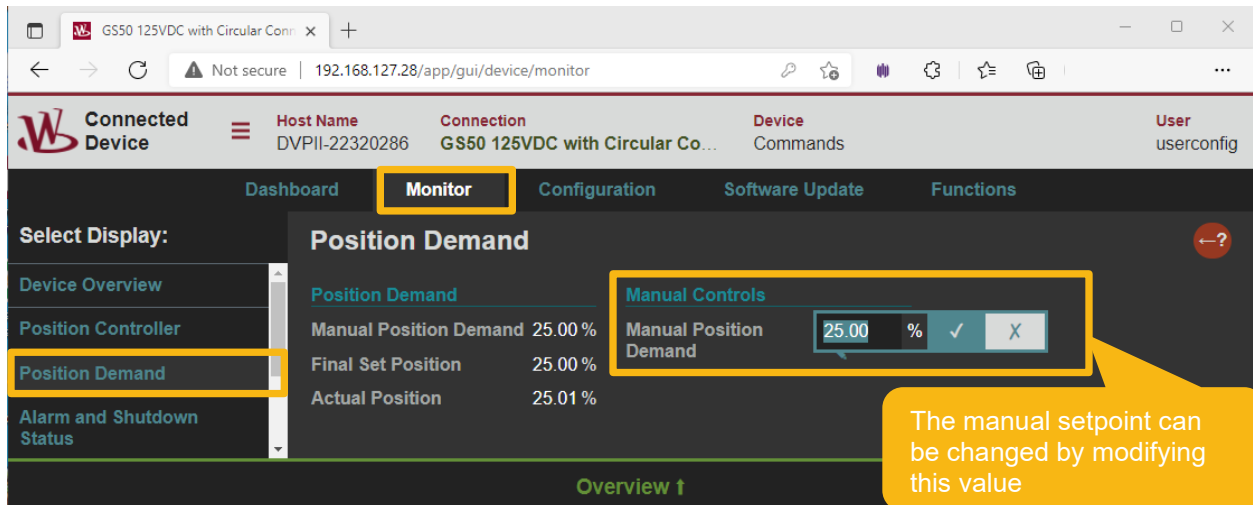 GS50 125VDC with Circular Conn
Not secure | 192.168.127.28/app/gui/device/monitor
Connected
Device
Host Name
DVPII-22320286
Connection
GS50 125VDC with Circular Co...
Device
Commands
User
userconfig
Dashboard Monitor Configuration Software Update Functions
Select Display:
Device Overview
Position Controller
Position Demand
Alarm and Shutdown
Status
Position Demand
←?
Position Demand
Manual Position Demand 25.00 %
Final Set Position 25.00 %
Actual Position 25.01 %
Manual Controls
Manual Position
Demand
25.00 % ✓ X
The manual setpoint can
be changed by modifying
this value
Overview ↑